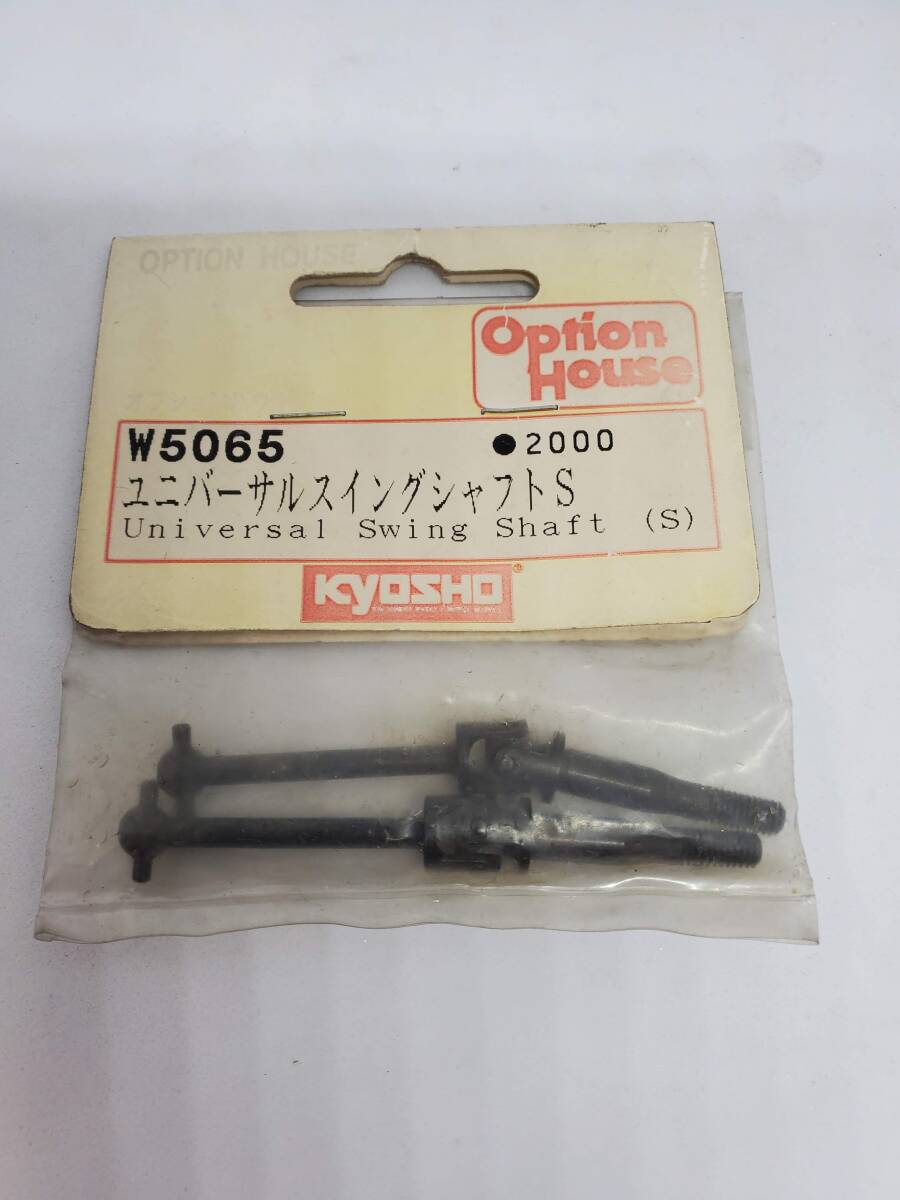 OPTION HOUSE
Option
House
W5065 ●2000
ユニバーサルスイングシャフトS
Universal Swing Shaft (S)
KYOSHO®